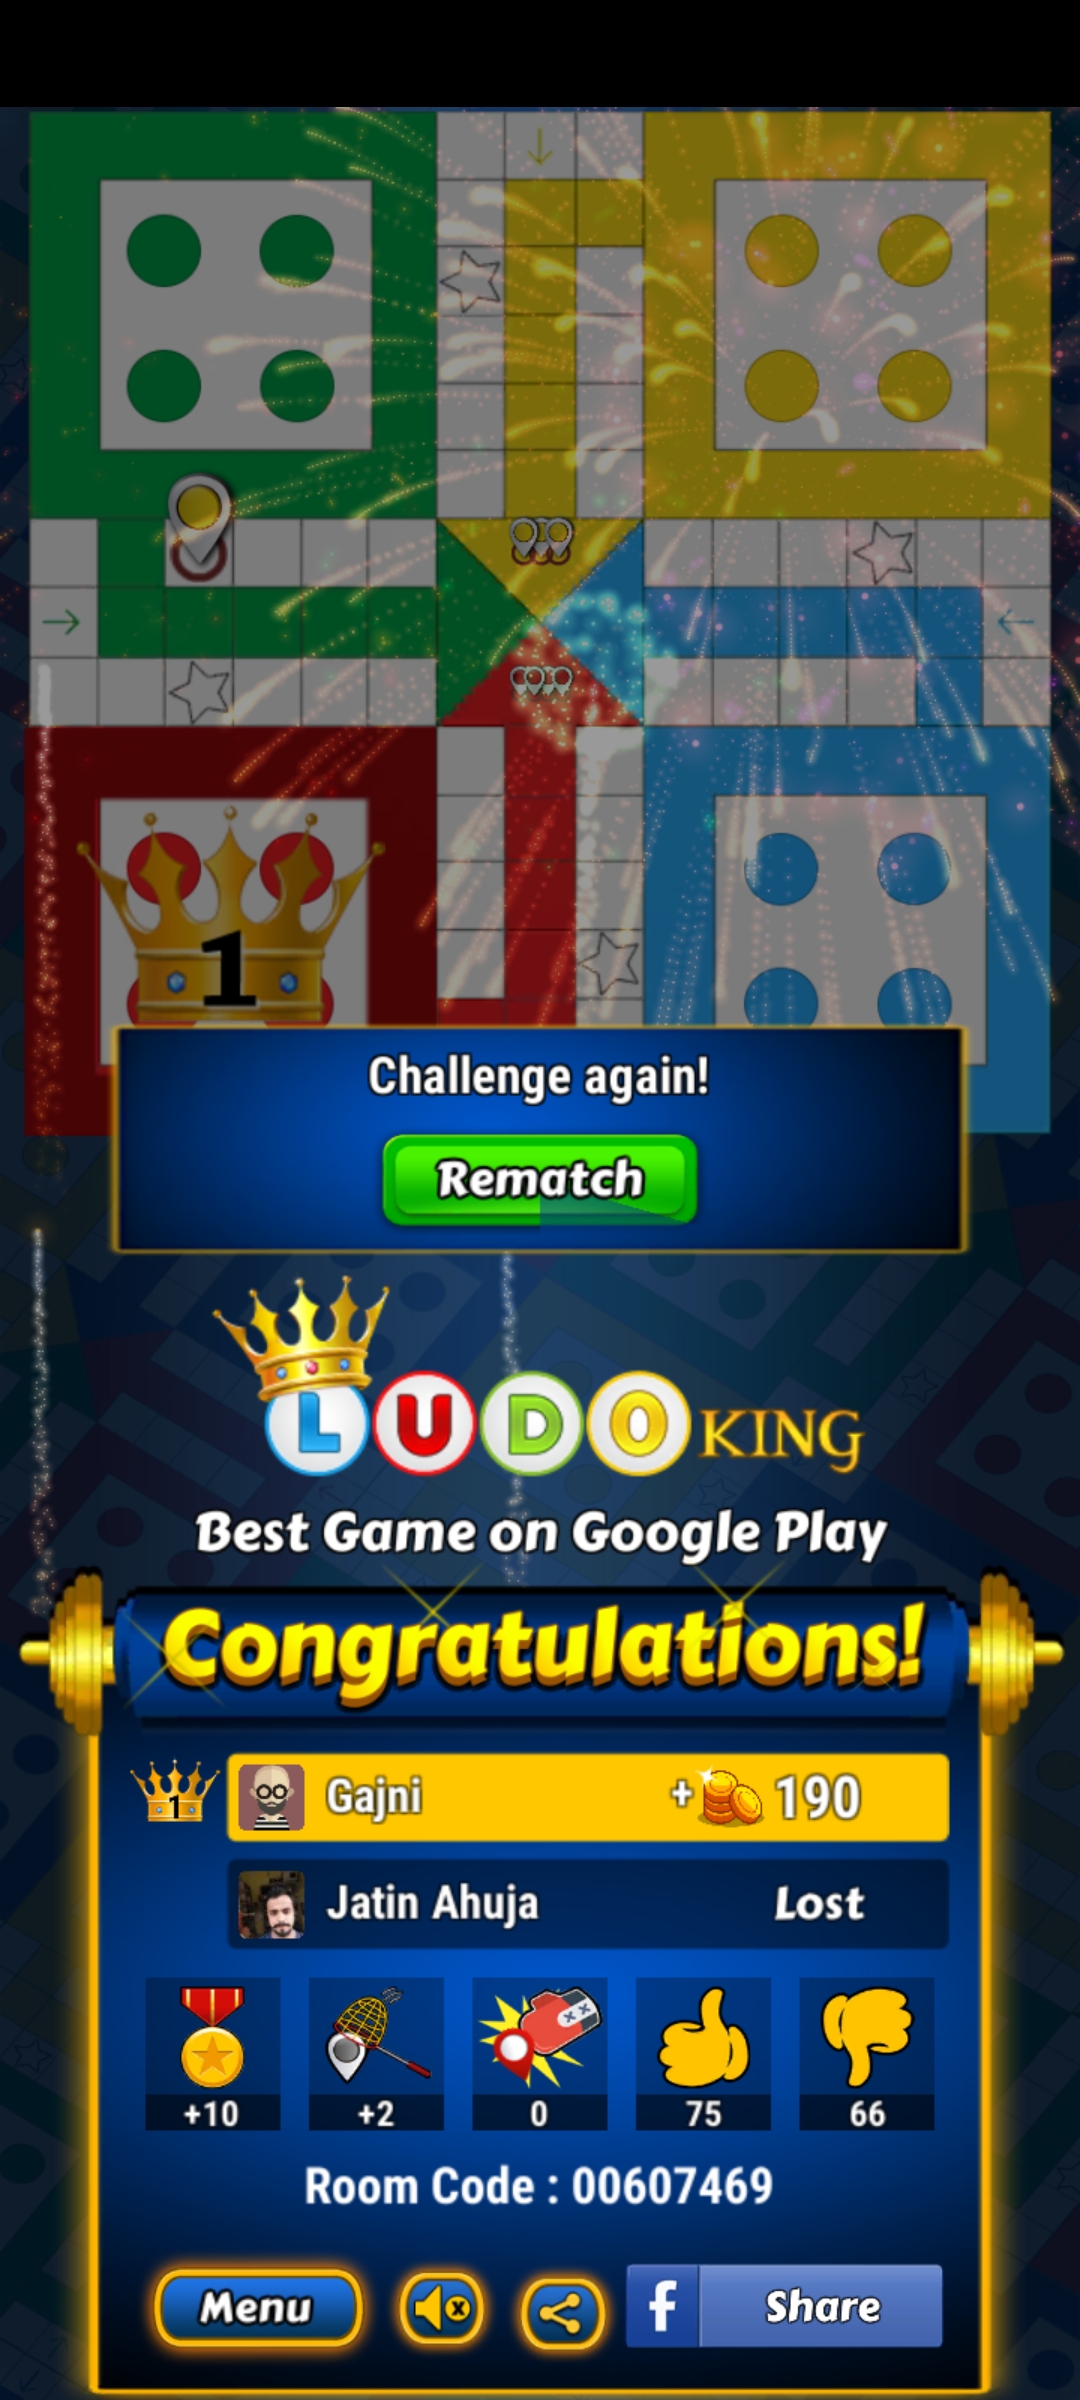 1
Challenge again!
Rematch
LUDO KING
Best Game on Google Play
Congratulations!
1 Gajni + 190
Jatin Ahuja Lost
+10 +2 0 75 66
Room Code : 00607469
Menu f Share